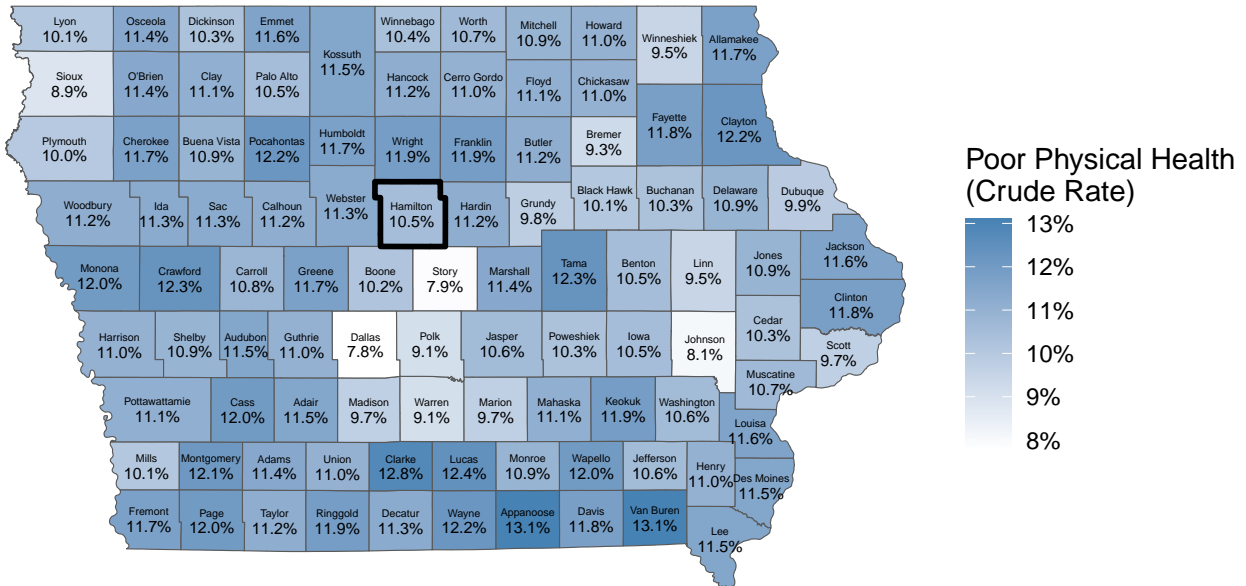 Lyon
10.1%
Osceola
11.4%
Dickinson
10.3%
Emmet
11.6%
Kossuth
11.5%
Winnebago
10.4%
Worth
10.7%
Mitchell
10.9%
Howard
11.0%
Winneshiek
9.5%
Allamakee
11.7%
Sioux
8.9%
O'Brien
11.4%
Clay
11.1%
Palo Alto
10.5%
Hancock
11.2%
Cerro Gordo
11.0%
Floyd
11.1%
Chickasaw
11.0%
Fayette
11.8%
Clayton
12.2%
Plymouth
10.0%
Cherokee
11.7%
Buena Vista
10.9%
Pocahontas
12.2%
Humboldt
11.7%
Wright
11.9%
Franklin
11.9%
Butler
11.2%
Bremer
9.3%
Woodbury
11.2%
Ida
11.3%
Sac
11.3%
Calhoun
11.2%
Webster
11.3%
Hamilton
10.5%
Hardin
11.2%
Grundy
9.8%
Black Hawk
10.1%
Buchanan
10.3%
Delaware
10.9%
Dubuque
9.9%
Monona
12.0%
Crawford
12.3%
Carroll
10.8%
Greene
11.7%
Boone
10.2%
Story
7.9%
Marshall
11.4%
Tama
12.3%
Benton
10.5%
Linn
9.5%
Jones
10.9%
Jackson
11.6%
Clinton
11.8%
Harrison
11.0%
Shelby
10.9%
Audubon
11.5%
Guthrie
11.0%
Dallas
7.8%
Polk
9.1%
Jasper
10.6%
Poweshiek
10.3%
Iowa
10.5%
Johnson
8.1%
Cedar
10.3%
Scott
9.7%
Muscatine
10.7%
Pottawattamie
11.1%
Cass
12.0%
Adair
11.5%
Madison
9.7%
Warren
9.1%
Marion
9.7%
Mahaska
11.1%
Keokuk
11.9%
Washington
10.6%
Louisa
11.6%
Mills
10.1%
Montgomery
12.1%
Adams
11.4%
Union
11.0%
Clarke
12.8%
Lucas
12.4%
Monroe
10.9%
Wapello
12.0%
Jefferson
10.6%
Henry
11.0%
Des Moines
11.5%
Fremont
11.7%
Page
12.0%
Taylor
11.2%
Ringgold
11.9%
Decatur
11.3%
Wayne
12.2%
Appanoose
13.1%
Davis
11.8%
Van Buren
13.1%
Lee
11.5%
Poor Physical Health
(Crude Rate)
13%
12%
11%
10%
9%
8%